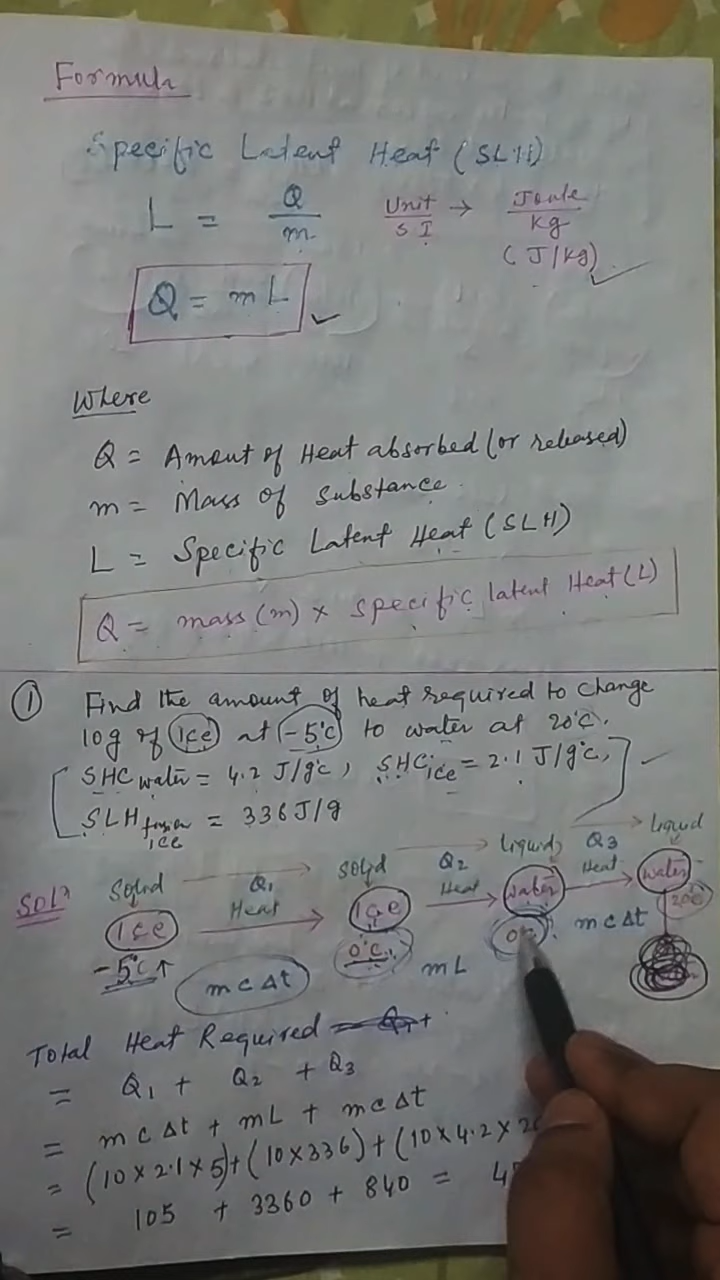 Formula
Specific Latent Heat (SLH)
L = Q/m Unit SI → Joule/Kg
(J/Kg)
Q = mL
Where
Q = Amount of Heat absorbed (or released)
m = Mass of Substance
L = Specific Latent Heat (SLH)
Q = mass (m) × specific latent Heat (L)
① Find the amount of heat required to change
10g of Ice at -5°C to water at 20°C.
[SHC water = 4.2 J/g°C, SHC ice = 2.1 J/g°C,
SLH fusion ice = 336 J/g]
Solⁿ Solid Q₁ Solid Q₂ liquid, Q₃ liquid
Ice Heat → Ice Heat → water Heat → water
-5°C ↑ 0°C 0°C 20°C
mcΔt mL mcΔt
Total Heat Required
= Q₁ + Q₂ + Q₃
= mcΔt + mL + mcΔt
= (10×2.1×5)+(10×336)+(10×4.2×2
= 105 + 3360 + 840 = 4